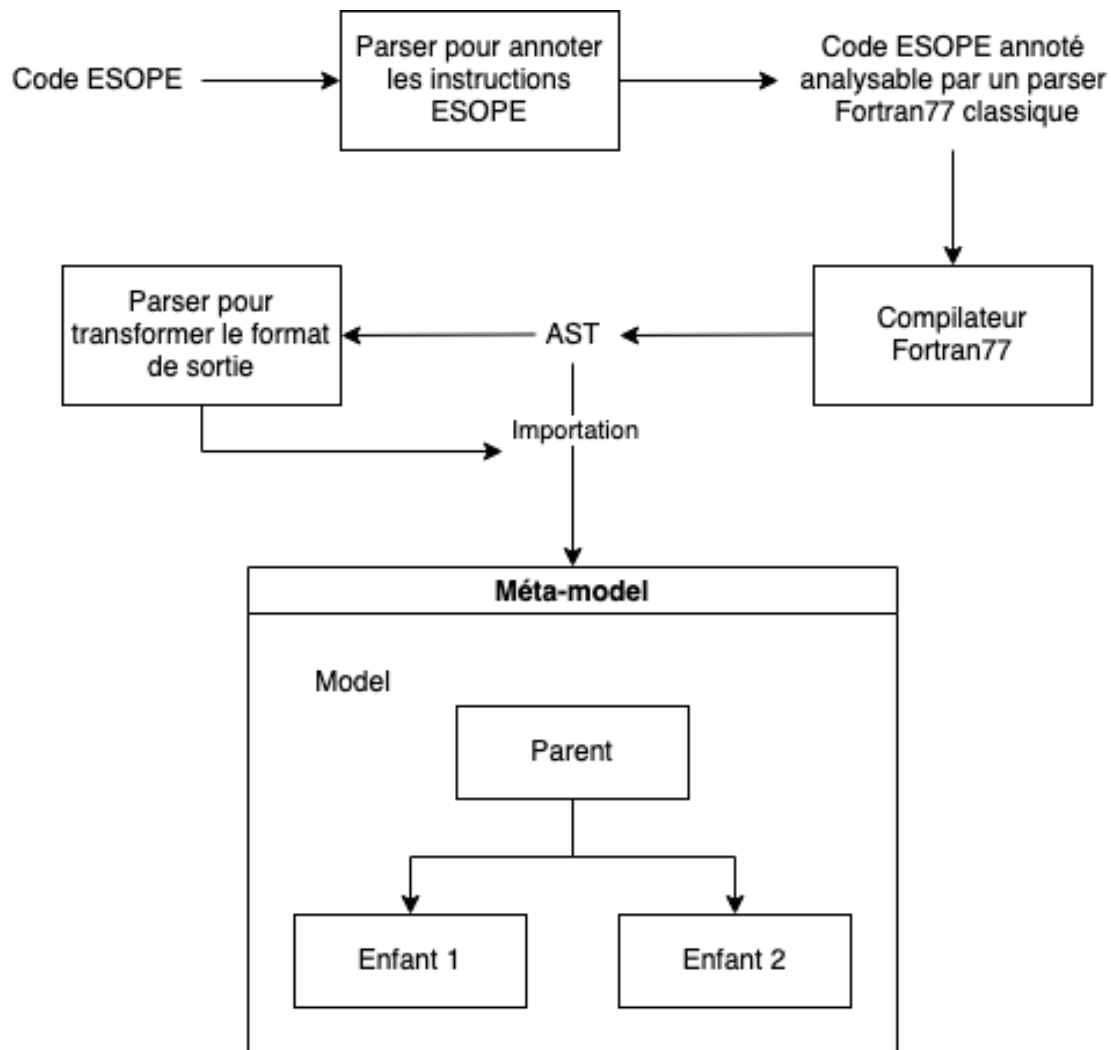 Code ESOPE
Parser pour annoter
les instructions
ESOPE
Code ESOPE annoté
analysable par un parser
Fortran77 classique
Parser pour
transformer le format
de sortie
AST
Compilateur
Fortran77
Importation
Méta-model
Model
Parent
Enfant 1
Enfant 2